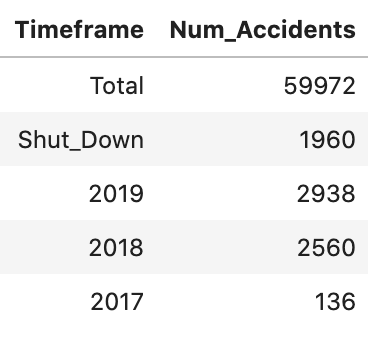 Timeframe Num_Accidents
Total 59972
Shut_Down 1960
2019 2938
2018 2560
2017 136